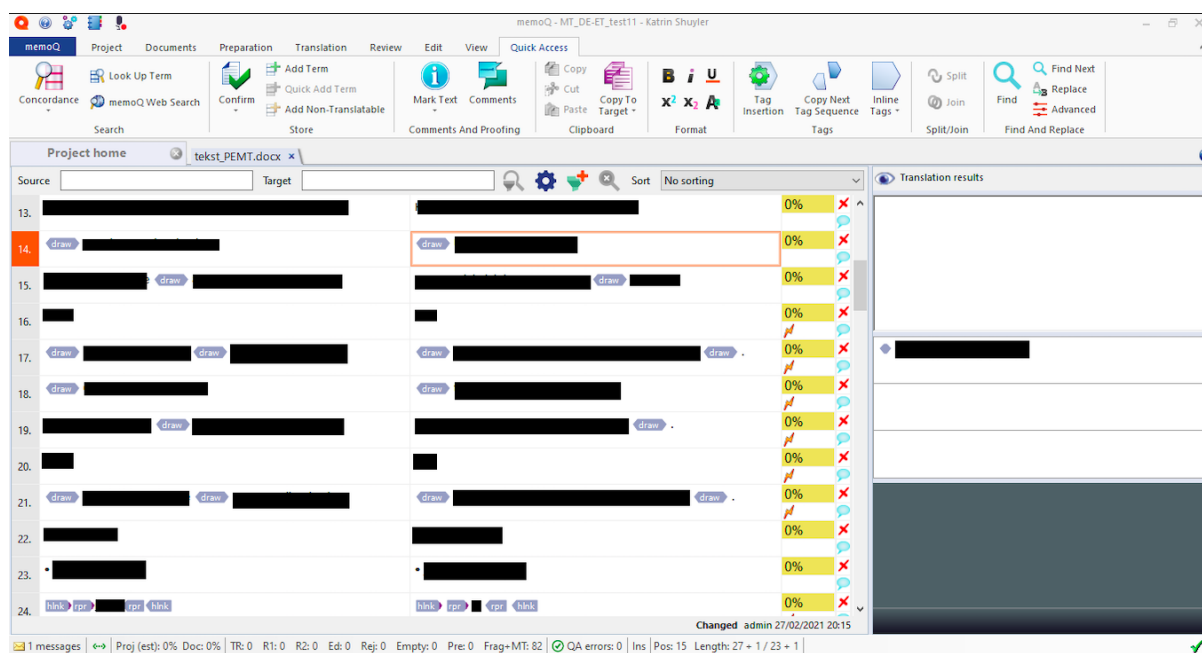 memoQ - MT_DE-ET_test11 - Katrin Shuyler
memoQ Project Documents Preparation Translation Review Edit View Quick Access
Concordance Look Up Term memoQ Web Search Search
Confirm Add Term Quick Add Term Add Non-Translatable Store
Mark Text Comments Comments And Proofing
Copy Cut Paste Copy To Target Clipboard
B i U X² X₂ A Format
Tag Insertion Copy Next Tag Sequence Inline Tags Tags
Split Join Split/Join
Find Find Next Replace Advanced Find And Replace
Project home tekst_PEMT.docx
Source Target Sort No sorting Translation results
13. 0%
14. draw draw 0%
15. draw draw 0%
16. 0%
17. draw draw draw draw . 0%
18. draw draw 0%
19. draw draw . 0%
20. 0%
21. draw draw draw draw . 0%
22. 0%
23. • • 0%
24. hlnk rpr rpr hlnk hlnk rpr rpr hlnk 0%
Changed admin 27/02/2021 20:15
1 messages Proj (est): 0% Doc: 0% TR: 0 R1: 0 R2: 0 Ed: 0 Rej: 0 Empty: 0 Pre: 0 Frag+MT: 82 QA errors: 0 Ins Pos: 15 Length: 27 + 1 / 23 + 1